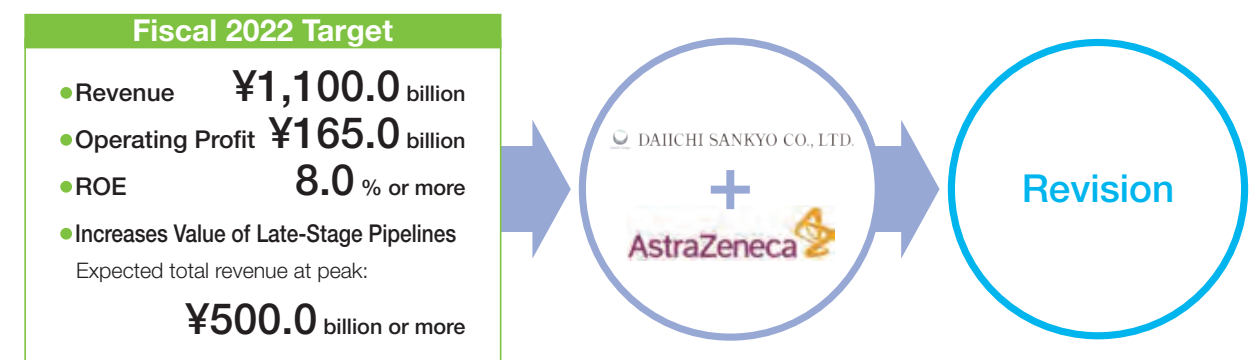 Fiscal 2022 Target
●Revenue ¥1,100.0 billion
●Operating Profit ¥165.0 billion
●ROE 8.0 % or more
●Increases Value of Late-Stage Pipelines
Expected total revenue at peak:
¥500.0 billion or more
DAIICHI SANKYO CO., LTD.
+
AstraZeneca
Revision